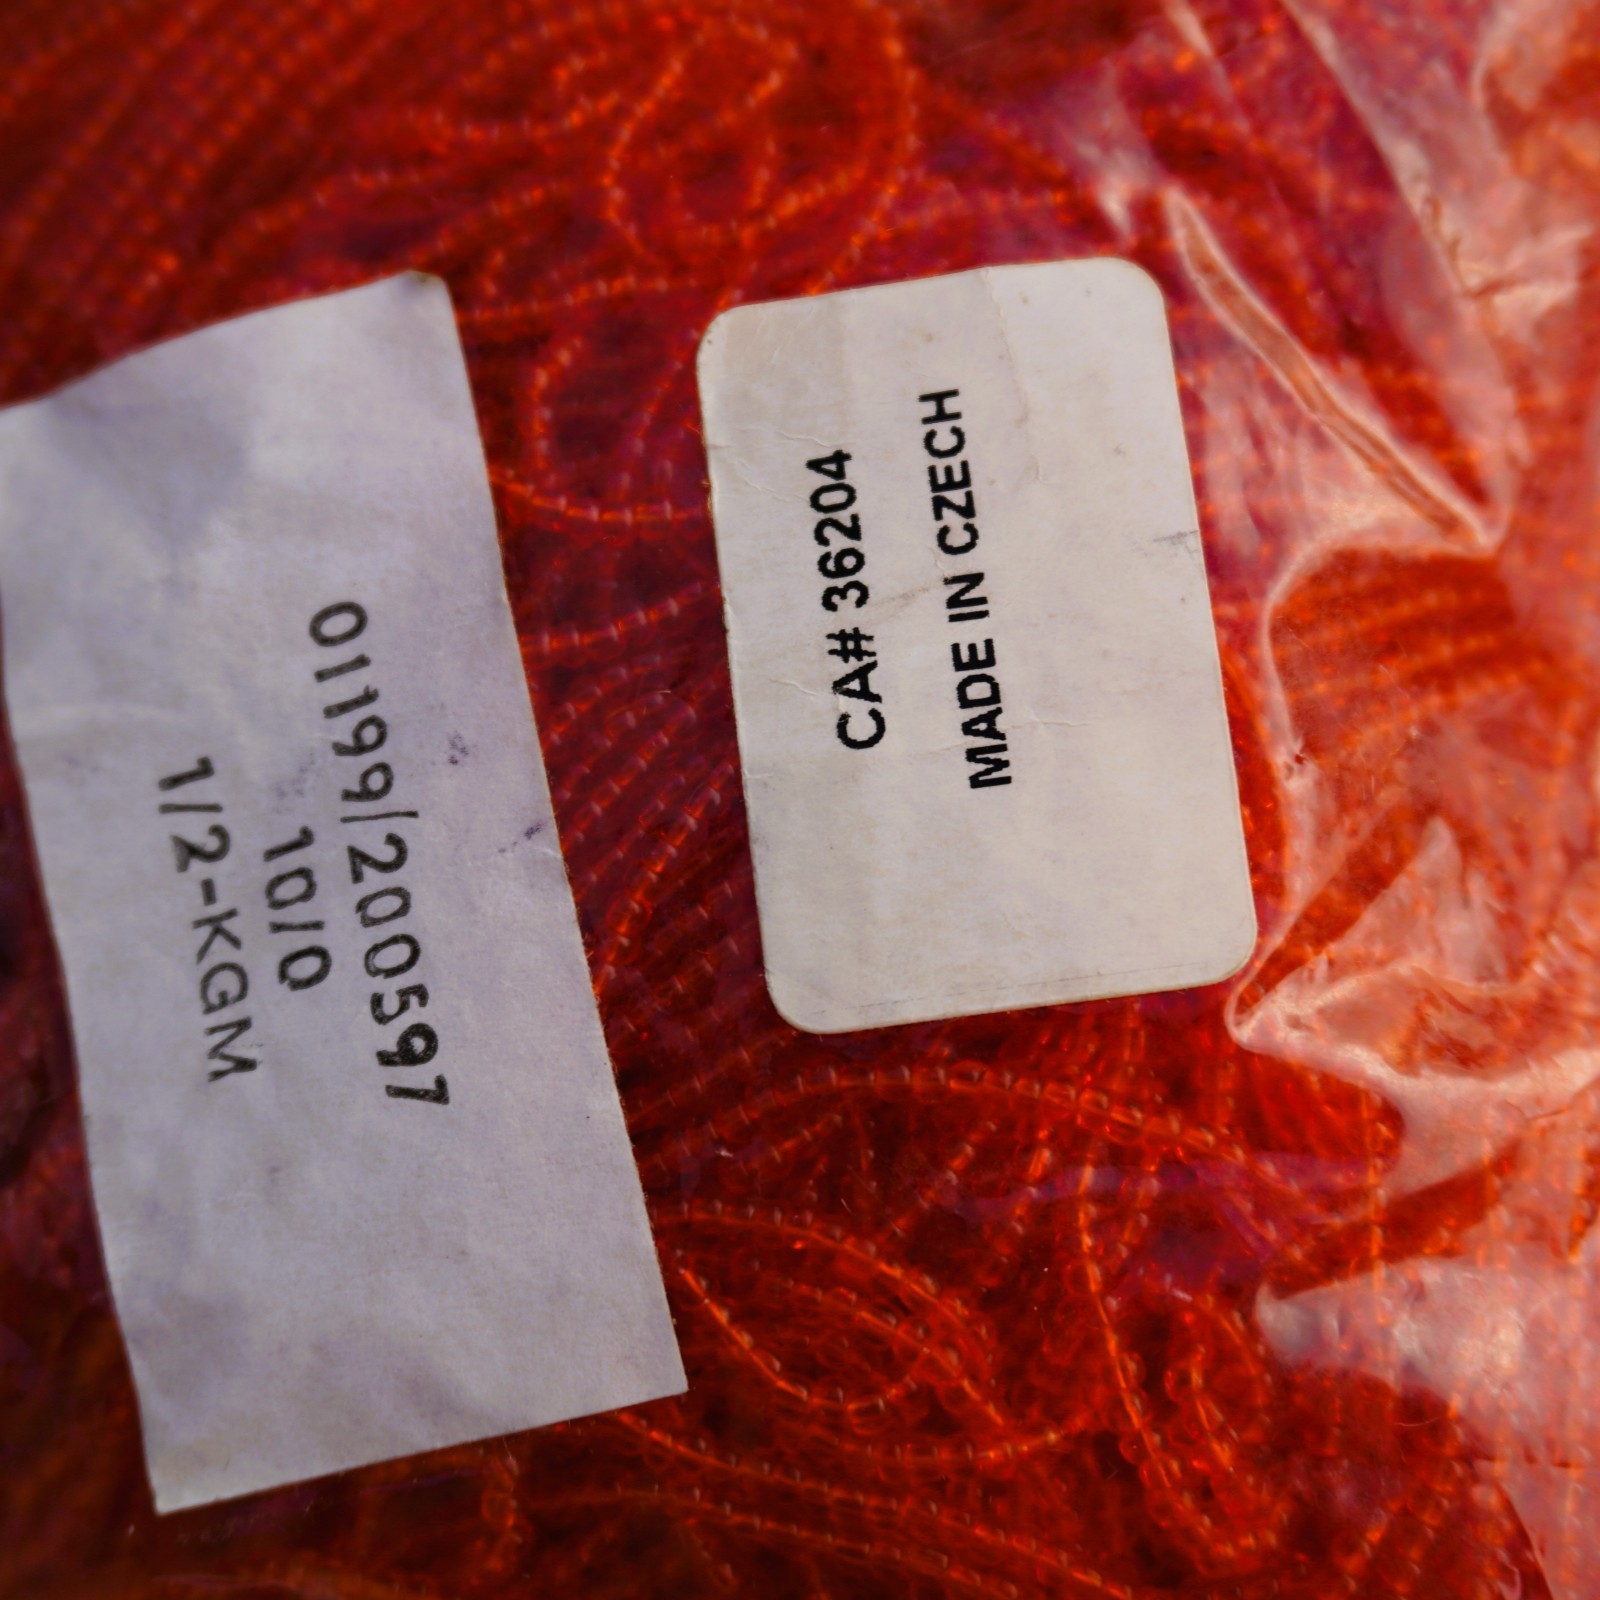 01199/200597
10/0
1/2-KGM
CA# 36204
MADE IN CZECH